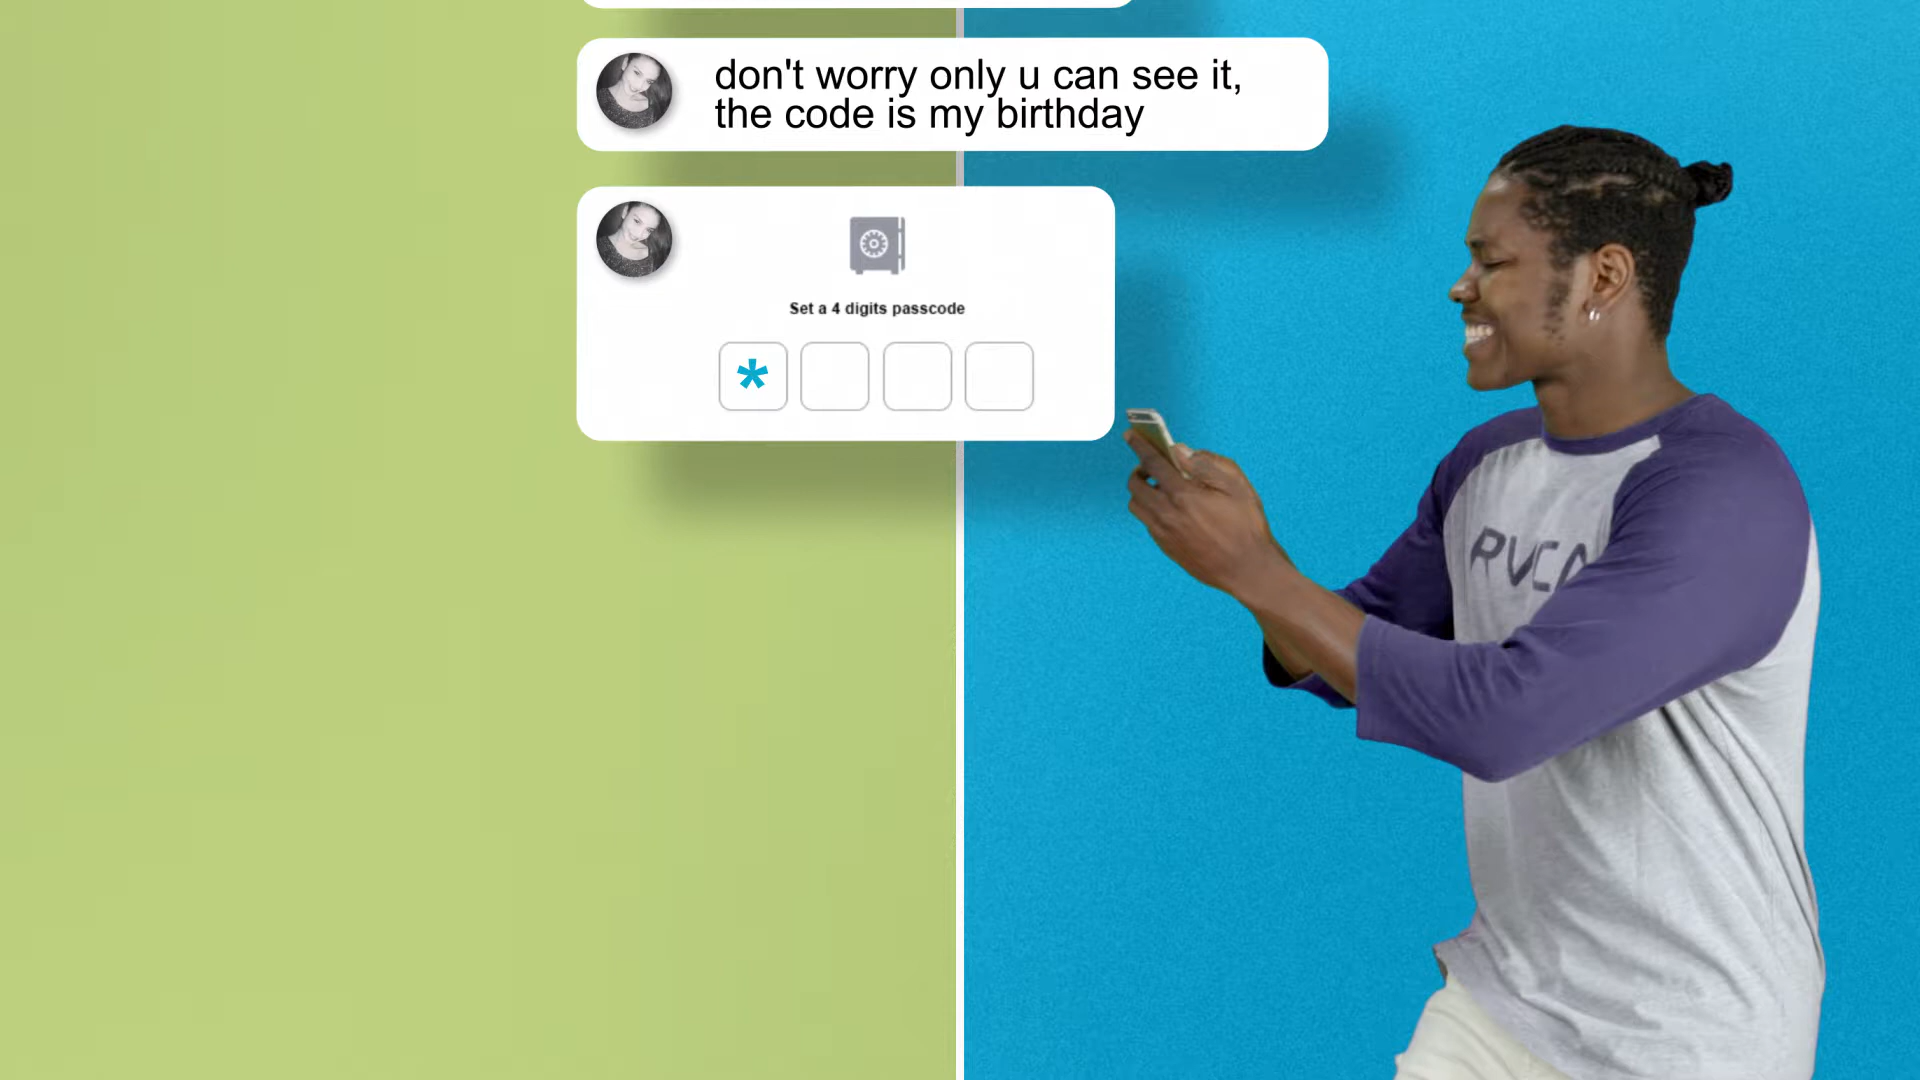 don't worry only u can see it,
the code is my birthday
Set a 4 digits passcode
*
RVCA